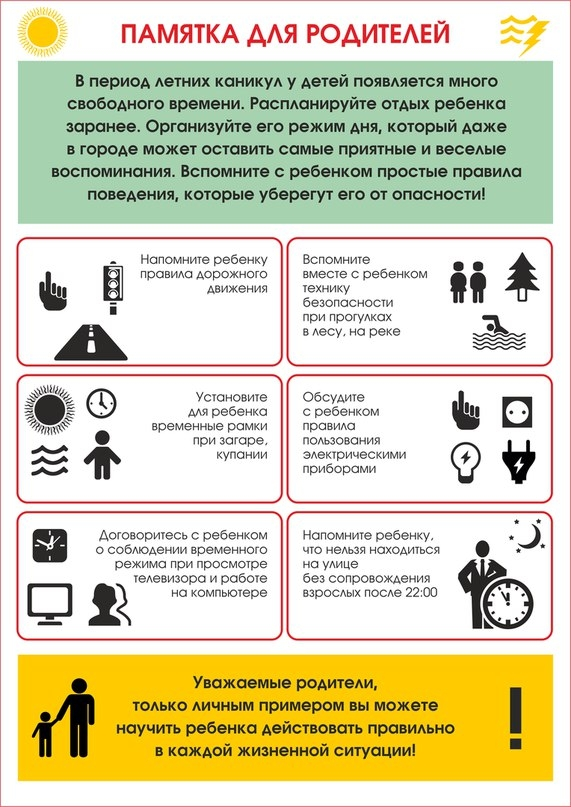 ПАМЯТКА ДЛЯ РОДИТЕЛЕЙ
В период летних каникул у детей появляется много
свободного времени. Распланируйте отдых ребенка
заранее. Организуйте его режим дня, который даже
в городе может оставить самые приятные и веселые
воспоминания. Вспомните с ребенком простые правила
поведения, которые уберегут его от опасности!
Напомните ребенку
правила дорожного
движения
Вспомните
вместе с ребенком
технику
безопасности
при прогулках
в лесу, на реке
Установите
для ребенка
временные рамки
при загаре,
купании
Обсудите
с ребенком
правила
пользования
электрическими
приборами
Договоритесь с ребенком
о соблюдении временного
режима при просмотре
телевизора и работе
на компьютере
Напомните ребенку,
что нельзя находиться
на улице
без сопровождения
взрослых после 22:00
Уважаемые родители,
только личным примером вы можете
научить ребенка действовать правильно
в каждой жизненной ситуации!
!